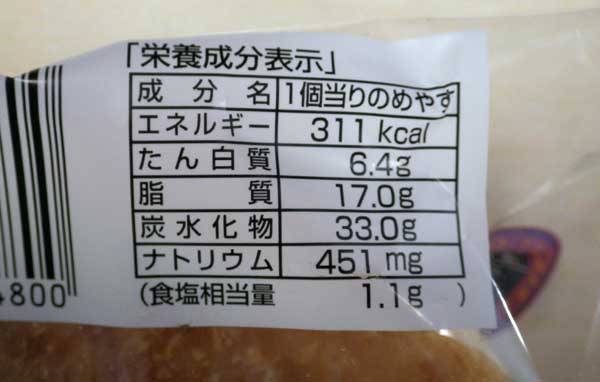 「栄養成分表示」
成分名 1個当りのめやす
エネルギー 311 kcal
たん白質 6.4g
脂質 17.0g
炭水化物 33.0g
ナトリウム 451 mg
(食塩相当量 1.1g )
4800